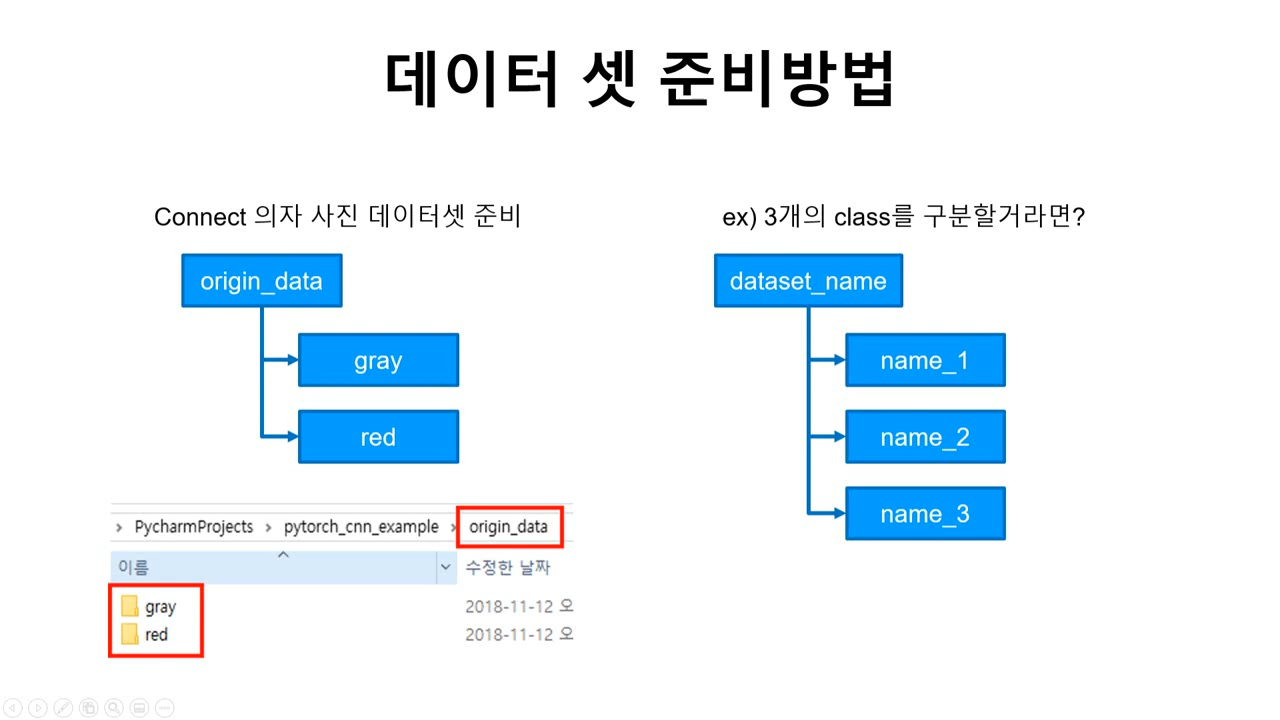 데이터 셋 준비방법
Connect 의자 사진 데이터셋 준비
origin_data
gray
red
PycharmProjects pytorch_cnn_example origin_data
이름 수정한 날짜
gray 2018-11-12 오
red 2018-11-12 오
ex) 3개의 class를 구분할거라면?
dataset_name
name_1
name_2
name_3